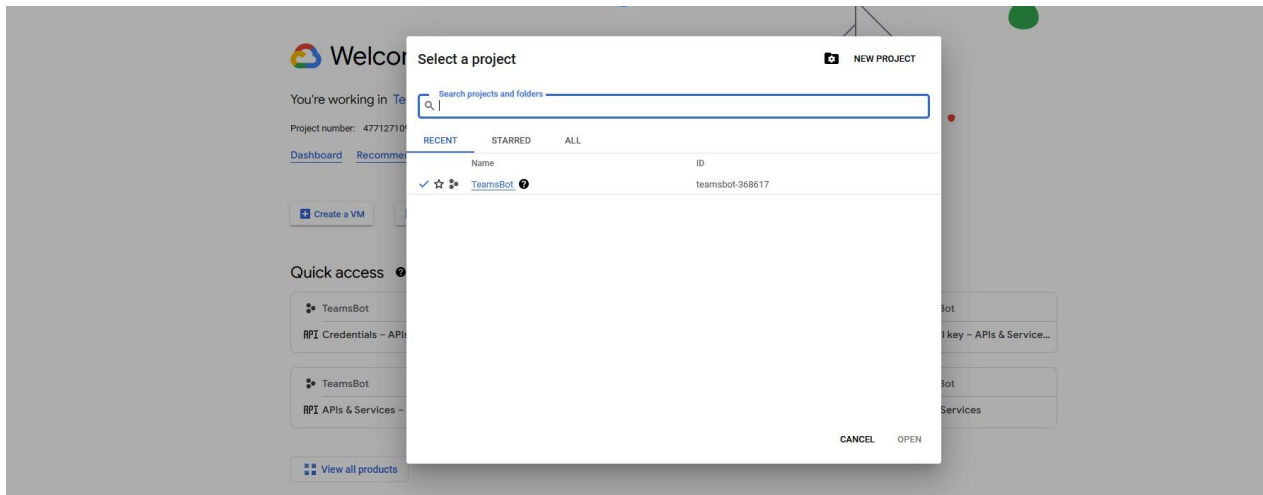 Welcor
Select a project
NEW PROJECT
You're working in Te
Search projects and folders
Project number: 47712710
RECENT STARRED ALL
Dashboard Recommer
Name ID
TeamsBot teamsbot-368617
Create a VM
Quick access
TeamsBot
Bot
API Credentials – APIs
l key – APIs & Service...
TeamsBot
Bot
API APIs & Services –
Services
CANCEL OPEN
View all products